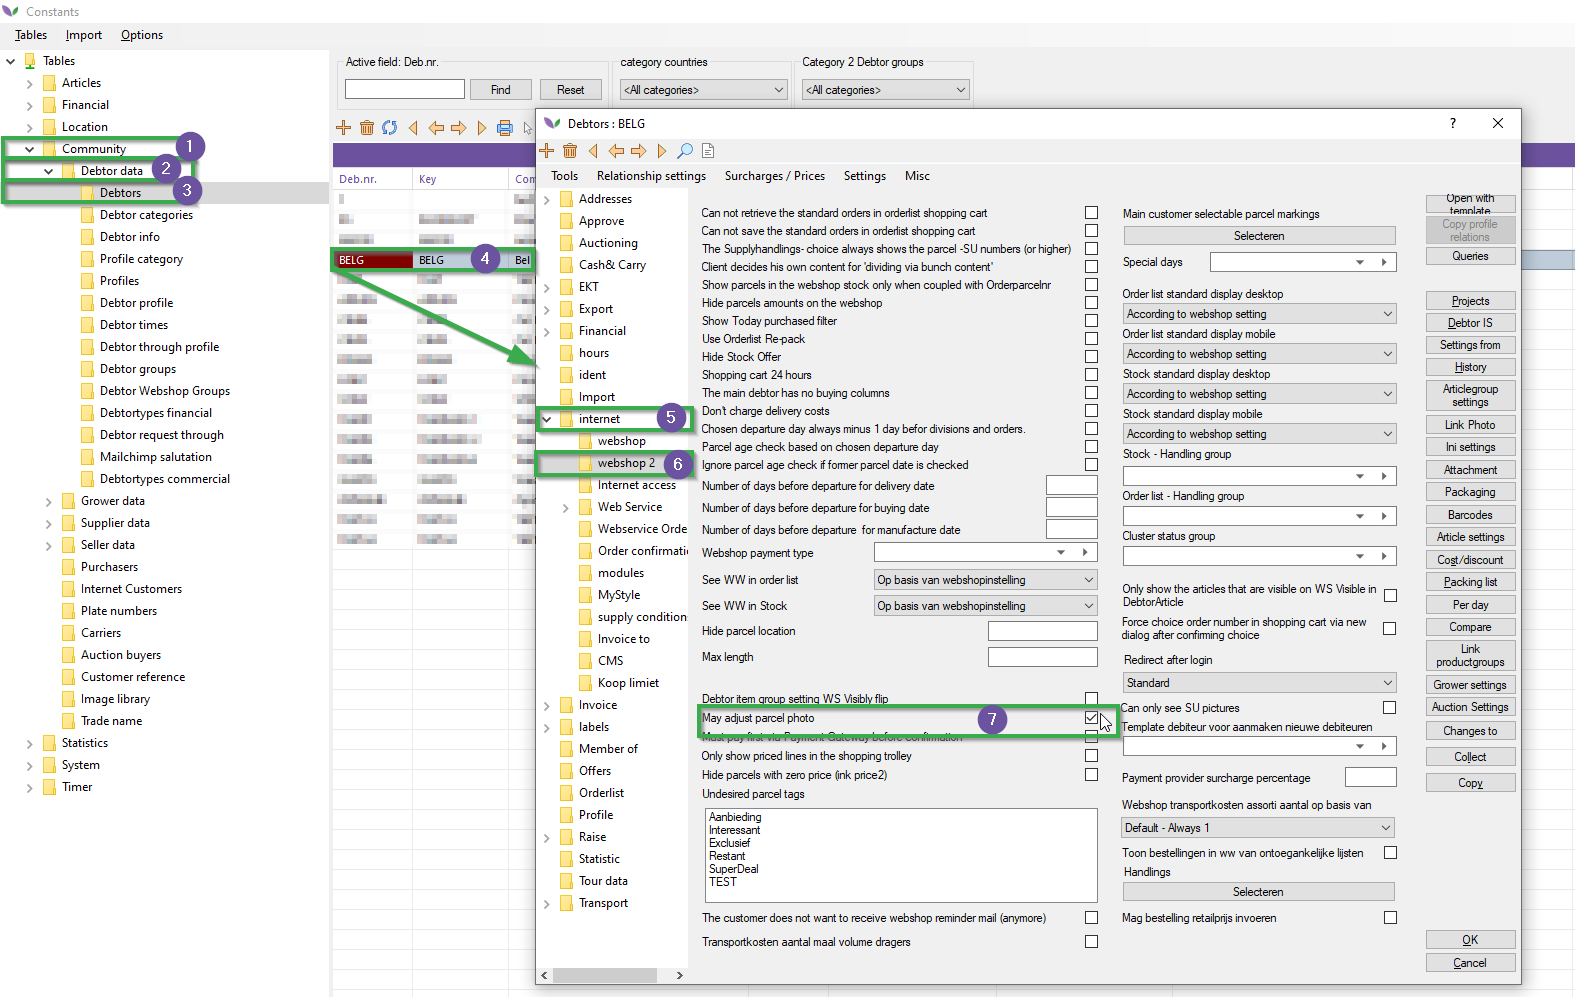 Constants
Tables Import Options
Tables
Articles
Financial
Location
Community 1
Debtor data 2
Debtors 3
Debtor categories
Debtor info
Profile category
Profiles
Debtor profile
Debtor times
Debtor through profile
Debtor groups
Debtor Webshop Groups
Debtortypes financial
Debtor request through
Mailchimp salutation
Debtortypes commercial
Grower data
Supplier data
Seller data
Purchasers
Internet Customers
Plate numbers
Carriers
Auction buyers
Customer reference
Image library
Trade name
Statistics
System
Timer
Active field: Deb.nr.
Find Reset
category countries
<All categories>
Category 2 Debtor groups
<All categories>
Deb.nr. Key Com
BELG BELG 4 Bel
Debtors : BELG ?
Tools Relationship settings Surcharges / Prices Settings Misc
Addresses
Approve
Auctioning
Cash& Carry
EKT
Export
Financial
hours
ident
Import
internet 5
webshop
webshop 2 6
Internet access
Web Service
Webservice Orde
Order confirmati
modules
MyStyle
supply condition
Invoice to
CMS
Koop limiet
Invoice
labels
Member of
Offers
Orderlist
Profile
Raise
Statistic
Tour data
Transport
Can not retrieve the standard orders in orderlist shopping cart
Can not save the standard orders in orderlist shopping cart
The Supplyhandlings- choice always shows the parcel -SU numbers (or higher)
Client decides his own content for 'dividing via bunch content'
Show parcels in the webshop stock only when coupled with Orderparcelnr
Hide parcels amounts on the webshop
Show Today purchased filter
Use Orderlist Re-pack
Hide Stock Offer
Shopping cart 24 hours
The main debtor has no buying columns
Don't charge delivery costs
Chosen departure day always minus 1 day befor divisions and orders.
Parcel age check based on chosen departure day
Ignore parcel age check if former parcel date is checked
Number of days before departure for delivery date
Number of days before departure for buying date
Number of days before departure for manufacture date
Webshop payment type
See WW in order list Op basis van webshopinstelling
See WW in Stock Op basis van webshopinstelling
Hide parcel location
Max length
Debtor item group setting WS Visibly flip
May adjust parcel photo 7
Must pay first via Payment Gateway before confirmation
Only show priced lines in the shopping trolley
Hide parcels with zero price (ink price2)
Undesired parcel tags
Aanbieding
Interessant
Exclusief
Restant
SuperDeal
TEST
The customer does not want to receive webshop reminder mail (anymore)
Transportkosten aantal maal volume dragers
Main customer selectable parcel markings
Selecteren
Special days
Order list standard display desktop
According to webshop setting
Order list standard display mobile
According to webshop setting
Stock standard display desktop
According to webshop setting
Stock standard display mobile
According to webshop setting
Stock - Handling group
Order list - Handling group
Cluster status group
Only show the articles that are visible on WS Visible in
DebtorArticle
Force choice order number in shopping cart via new
dialog after confirming choice
Redirect after login
Standard
Can only see SU pictures
Template debiteur voor aanmaken nieuwe debiteuren
Payment provider surcharge percentage
Webshop transportkosten assorti aantal op basis van
Default - Always 1
Toon bestellingen in ww van ontoegankelijke lijsten
Handlings
Selecteren
Mag bestelling retailprijs invoeren
Open with
template
Copy profile
relations
Queries
Projects
Debtor IS
Settings from
History
Articlegroup
settings
Link Photo
Ini settings
Attachment
Packaging
Barcodes
Article settings
Cost/discount
Packing list
Per day
Compare
Link
productgroups
Grower settings
Auction Settings
Changes to
Collect
Copy
OK
Cancel